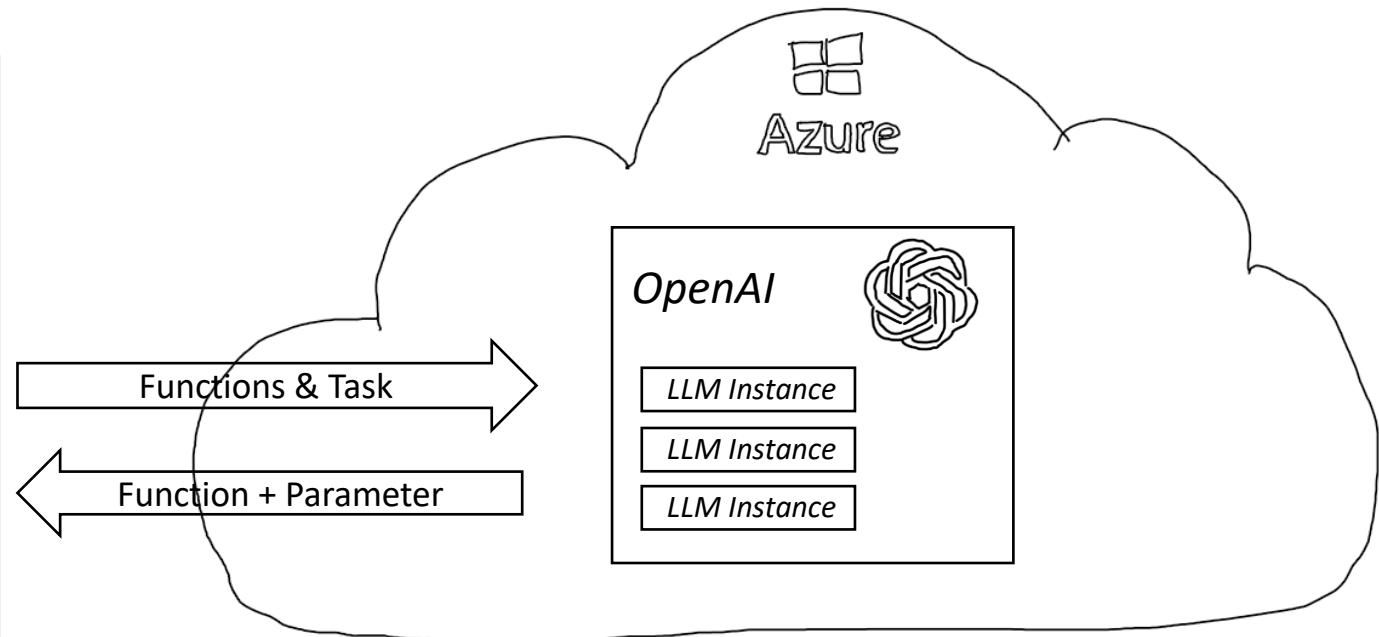 Azure
OpenAI
Functions & Task
LLM Instance
LLM Instance
Function + Parameter
LLM Instance